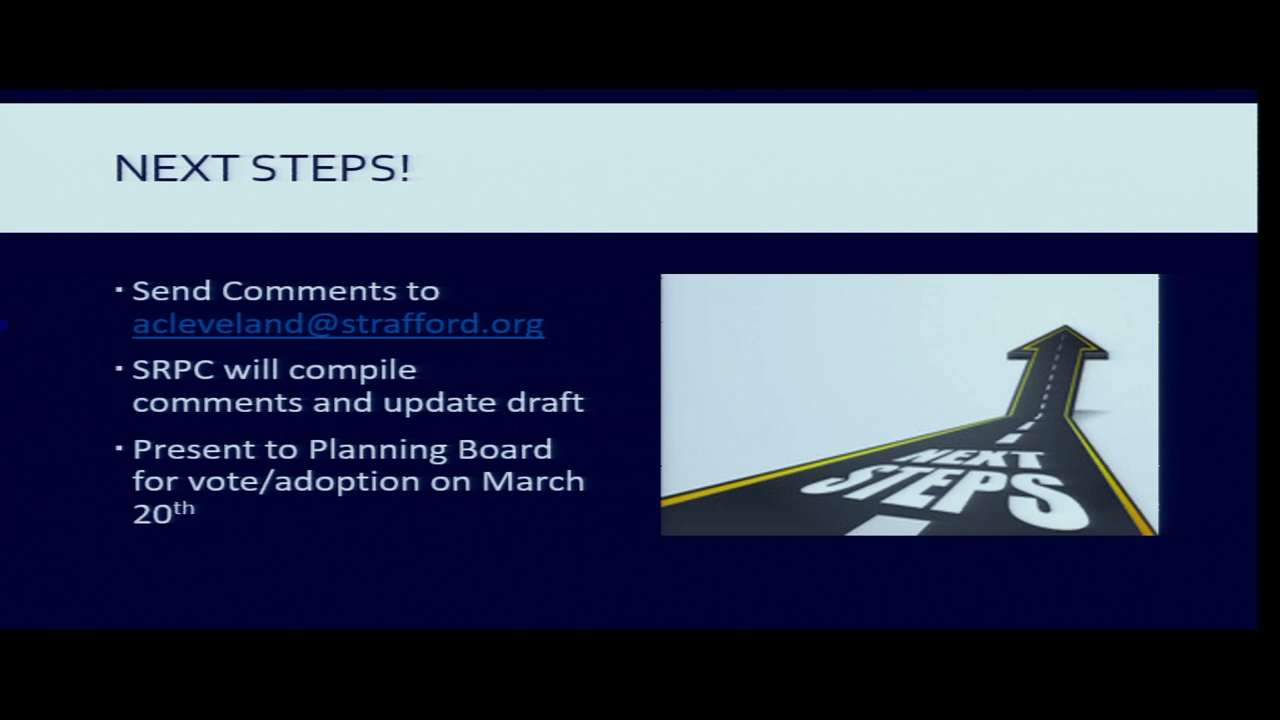 NEXT STEPS!
▪ Send Comments to
acleveland@strafford.org
▪ SRPC will compile
comments and update draft
▪ Present to Planning Board
for vote/adoption on March
20th
NEXT
STEPS